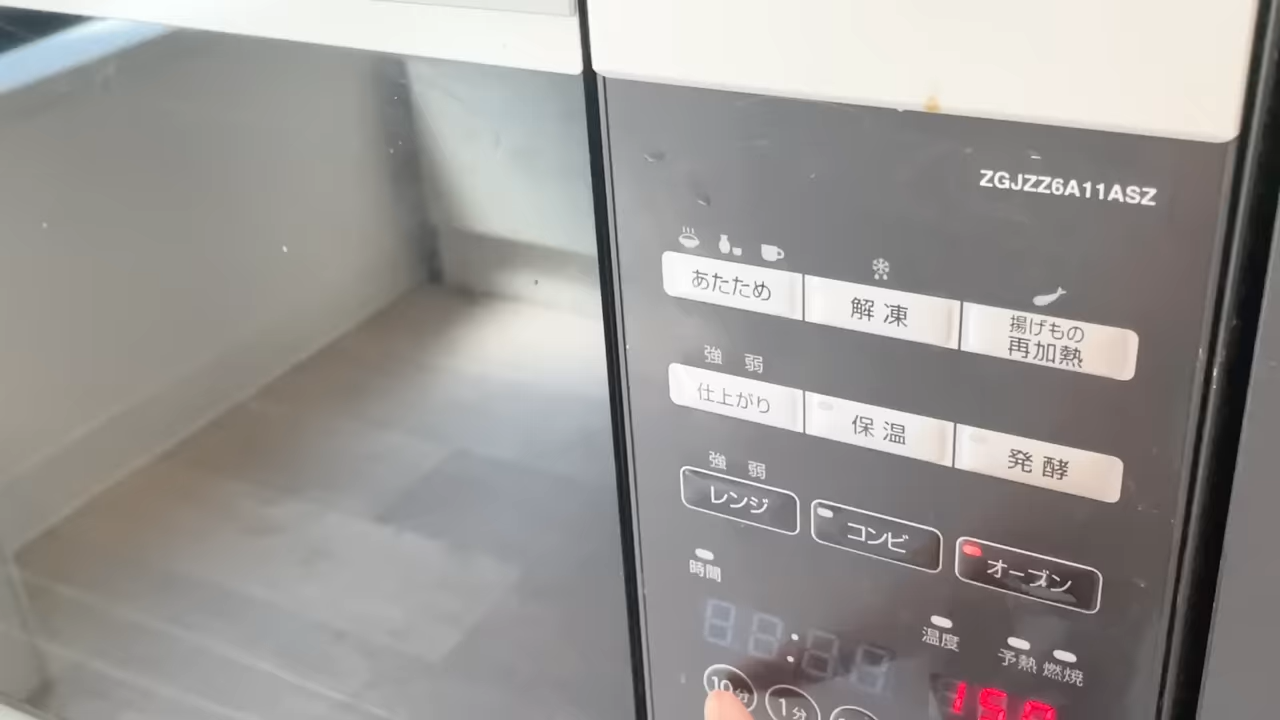 ZGJZZ6A11ASZ
あたため
解凍
揚げもの
再加熱
強 弱
仕上がり
保温
発酵
強 弱
レンジ
コンビ
オーブン
時間
温度
予熱 燃焼
10分
1分